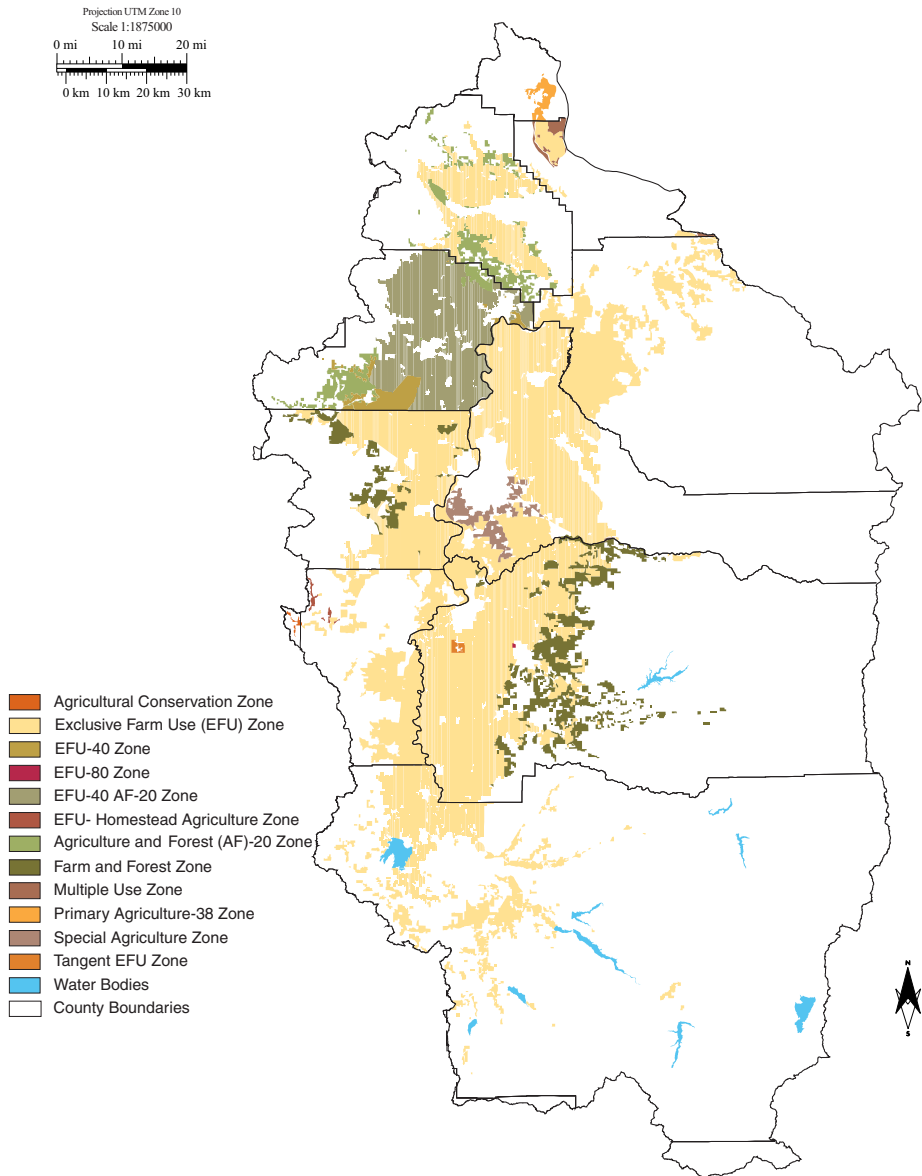 Projection UTM Zone 10
Scale 1:1875000
0 mi 10 mi 20 mi
0 km 10 km 20 km 30 km
Agricultural Conservation Zone
Exclusive Farm Use (EFU) Zone
EFU-40 Zone
EFU-80 Zone
EFU-40 AF-20 Zone
EFU- Homestead Agriculture Zone
Agriculture and Forest (AF)-20 Zone
Farm and Forest Zone
Multiple Use Zone
Primary Agriculture-38 Zone
Special Agriculture Zone
Tangent EFU Zone
Water Bodies
County Boundaries
N
S